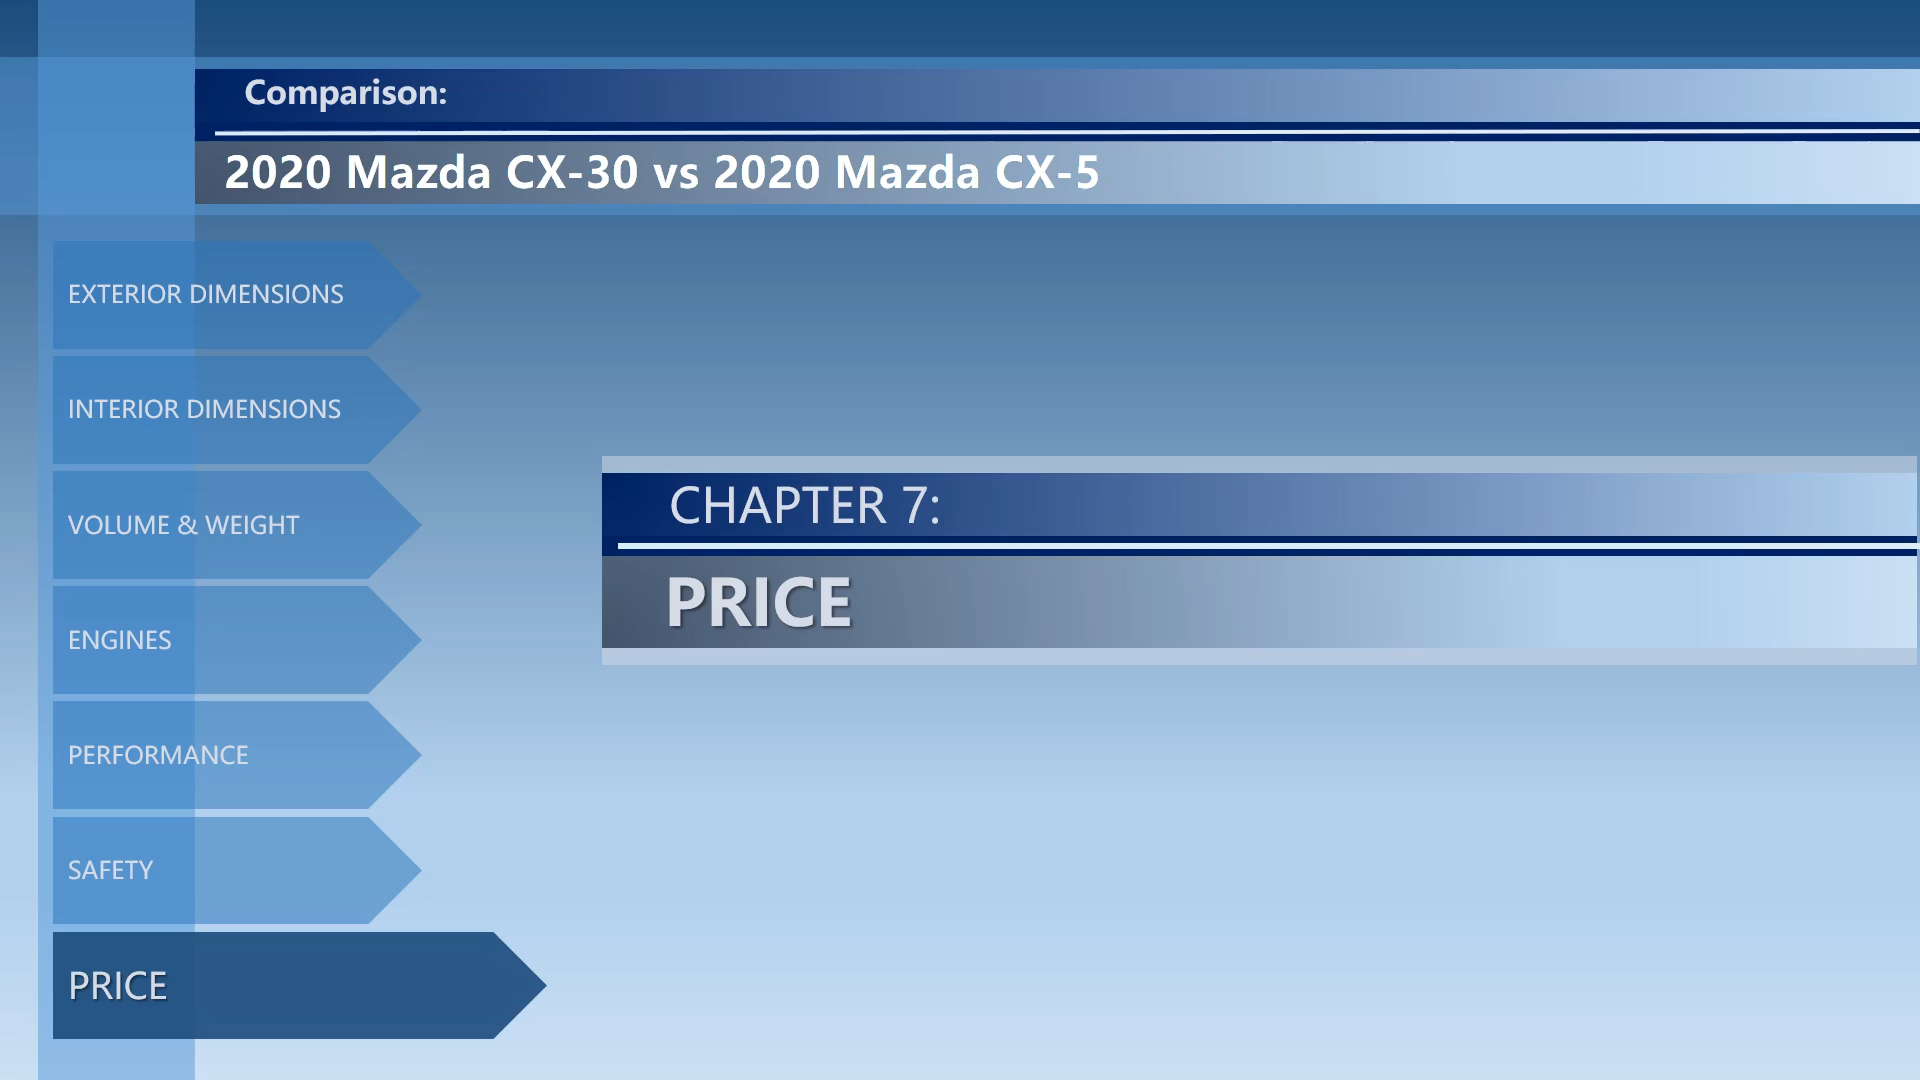 Comparison:
2020 Mazda CX-30 vs 2020 Mazda CX-5
EXTERIOR DIMENSIONS
INTERIOR DIMENSIONS
VOLUME & WEIGHT
ENGINES
PERFORMANCE
SAFETY
PRICE
CHAPTER 7:
PRICE